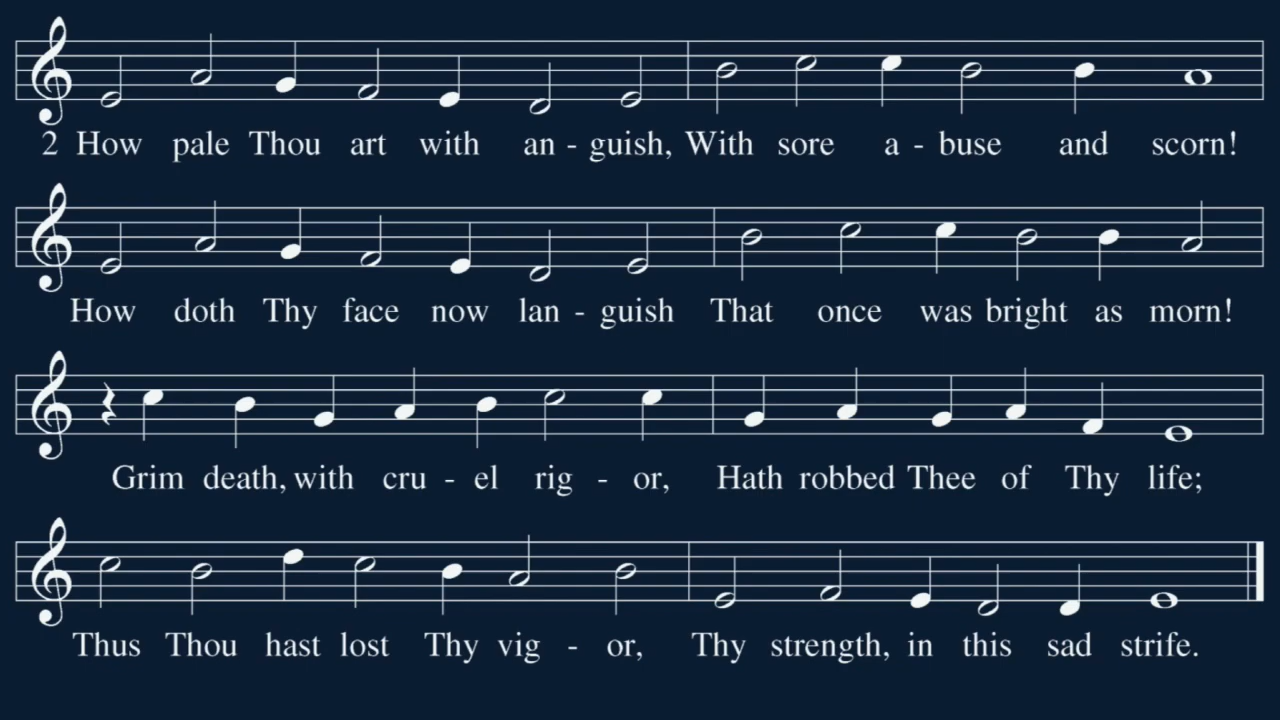 2 How pale Thou art with an - guish, With sore a - buse and scorn!
How doth Thy face now lan - guish That once was bright as morn!
Grim death, with cru - el rig - or, Hath robbed Thee of Thy life;
Thus Thou hast lost Thy vig - or, Thy strength, in this sad strife.